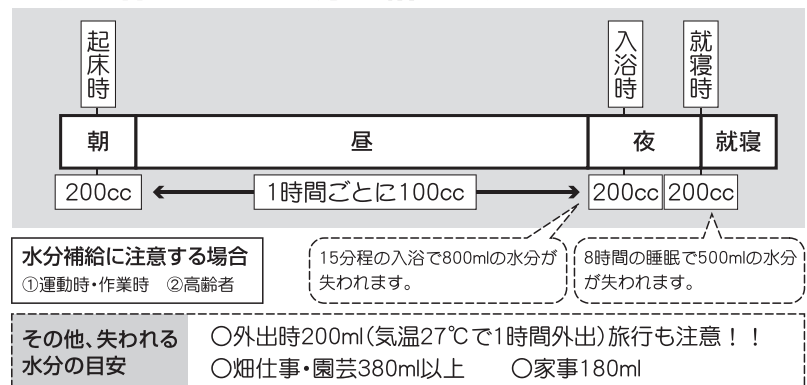 起床時
入浴時
就寝時
朝
昼
夜
就寝
200cc
1時間ごとに100cc
200cc
200cc
水分補給に注意する場合
①運動時・作業時 ②高齢者
15分程の入浴で800mlの水分が
失われます。
8時間の睡眠で500mlの水分
が失われます。
その他、失われる
水分の目安
○外出時200ml(気温27℃で1時間外出)旅行も注意！！
○畑仕事・園芸380ml以上 ○家事180ml